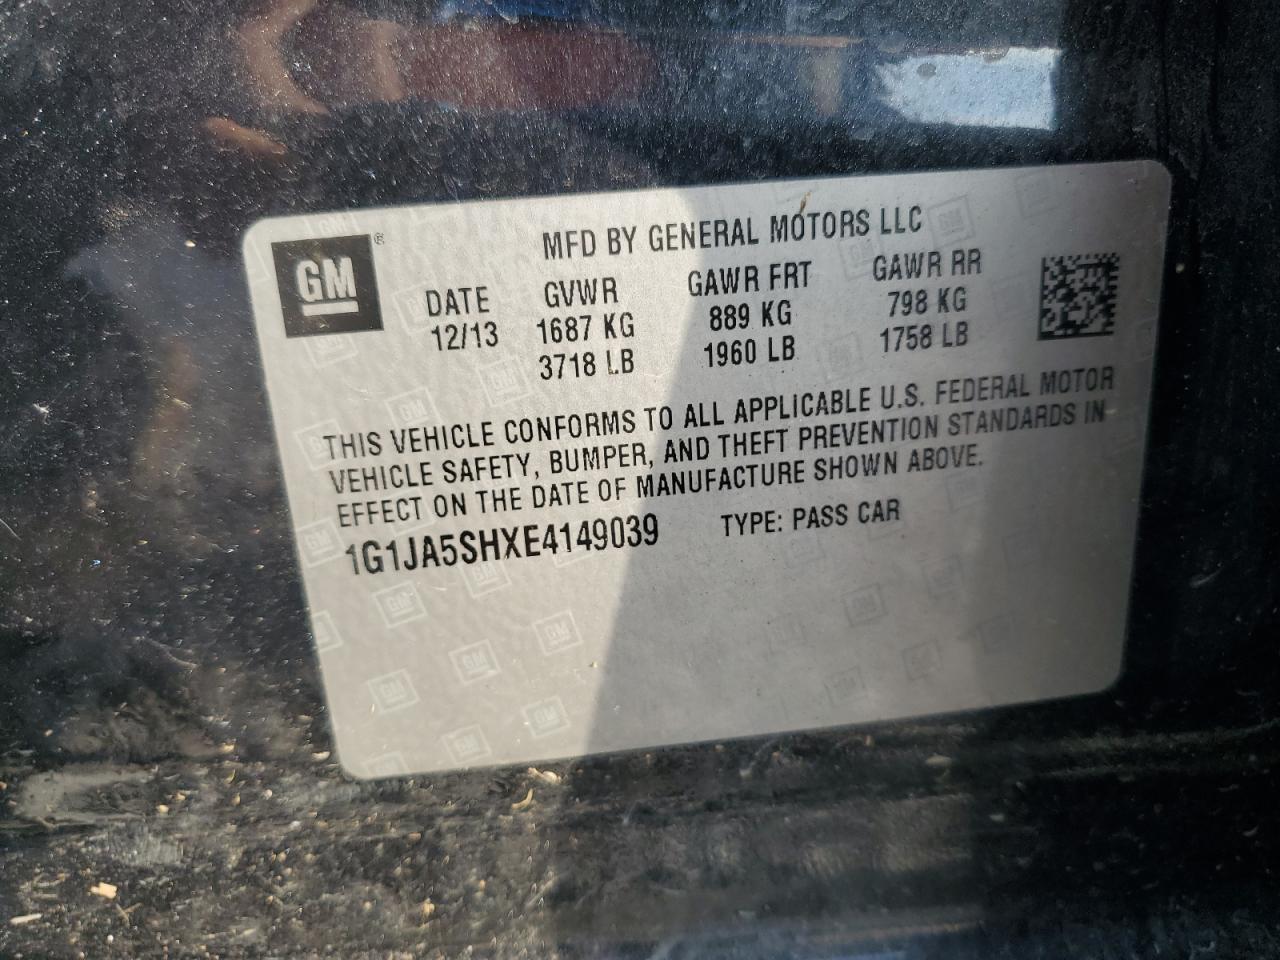 GM®
MFD BY GENERAL MOTORS LLC
DATE GVWR GAWR FRT GAWR RR
12/13 1687 KG 889 KG 798 KG
3718 LB 1960 LB 1758 LB
THIS VEHICLE CONFORMS TO ALL APPLICABLE U.S. FEDERAL MOTOR
VEHICLE SAFETY, BUMPER, AND THEFT PREVENTION STANDARDS IN
EFFECT ON THE DATE OF MANUFACTURE SHOWN ABOVE.
1G1JA5SHXE4149039 TYPE: PASS CAR